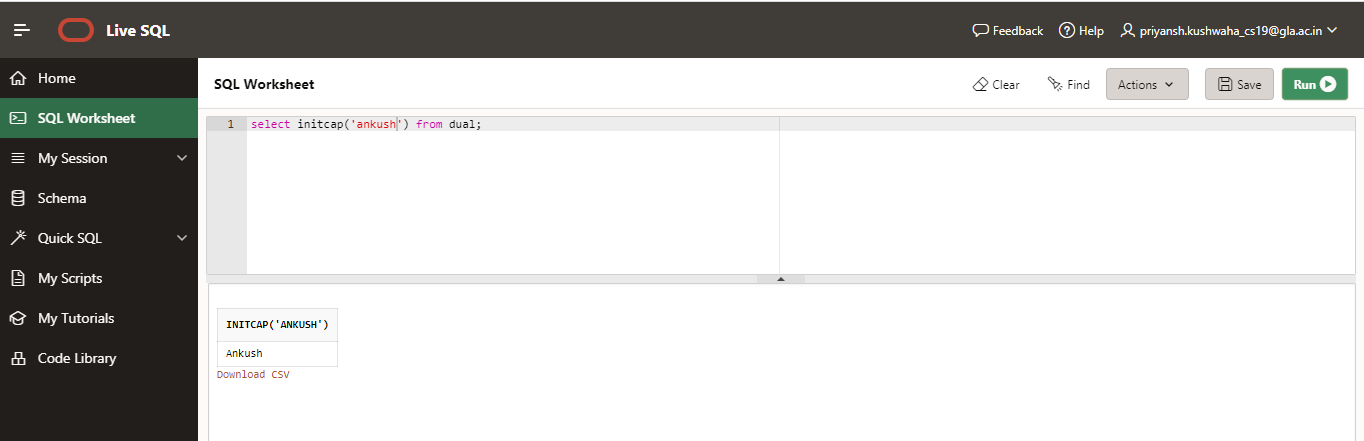 Live SQL
Feedback
Help
priyansh.kushwaha_cs19@gla.ac.in
Home
SQL Worksheet
My Session
Schema
Quick SQL
My Scripts
My Tutorials
Code Library
SQL Worksheet
Clear
Find
Actions
Save
Run
1 select initcap('ankush') from dual;
INITCAP('ANKUSH')
Ankush
Download CSV